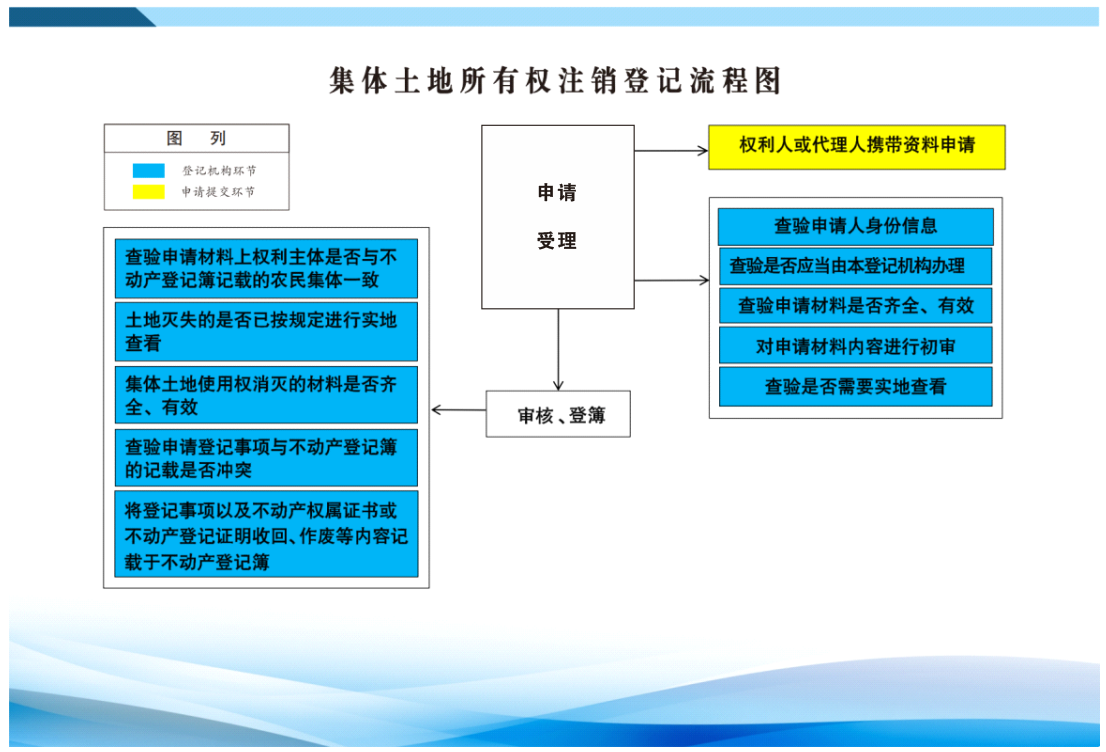 集体土地所有权注销登记流程图
图 列
登记机构环节
申请提交环节
申请
受理
权利人或代理人携带资料申请
查验申请人身份信息
查验是否应当由本登记机构办理
查验申请材料是否齐全、有效
对申请材料内容进行初审
查验是否需要实地查看
审核、登簿
查验申请材料上权利主体是否与不
动产登记簿记载的农民集体一致
土地灭失的是否已按规定进行实地
查看
集体土地使用权消灭的材料是否齐
全、有效
查验申请登记事项与不动产登记簿
的记载是否冲突
将登记事项以及不动产权属证书或
不动产登记证明收回、作废等内容记
载于不动产登记簿